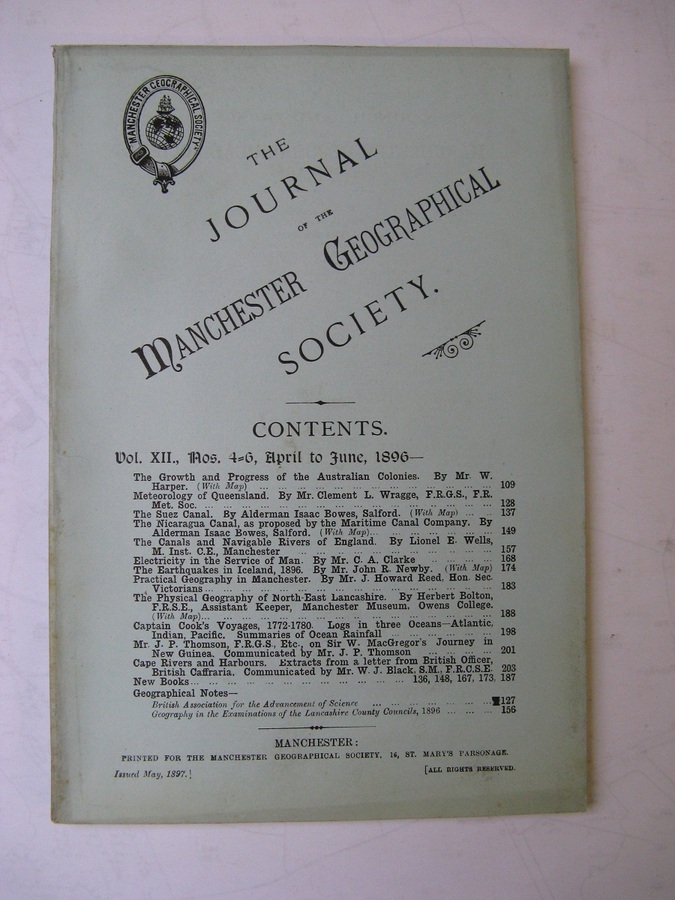 MANCHESTER GEOGRAPHICAL SOCIETY
THE
JOURNAL
OF THE
MANCHESTER GEOGRAPHICAL
SOCIETY.
CONTENTS.
Vol. XII., Nos. 4-6, April to June, 1896—
The Growth and Progress of the Australian Colonies. By Mr. W.
Harper. (With Map) ... 109
Meteorology of Queensland. By Mr. Clement L. Wragge, F.R.G.S., F.R.
Met. Soc. ... 128
The Suez Canal. By Alderman Isaac Bowes, Salford. (With Map) ... 137
The Nicaragua Canal, as proposed by the Maritime Canal Company. By
Alderman Isaac Bowes, Salford. (With Map)... 149
The Canals and Navigable Rivers of England. By Lionel B. Wells,
M. Inst. C.E., Manchester ... 157
Electricity in the Service of Man. By Mr. C. A. Clarke ... 168
The Earthquakes in Iceland, 1896. By Mr. John R. Newby. (With Map) 174
Practical Geography in Manchester. By Mr. J. Howard Reed, Hon. Sec.
Victorians ... 183
The Physical Geography of North-East Lancashire. By Herbert Bolton,
F.R.S.E., Assistant Keeper, Manchester Museum, Owens College.
(With Map)... 188
Captain Cook's Voyages, 1772-1780. Logs in three Oceans—Atlantic,
Indian, Pacific. Summaries of Ocean Rainfall ... 198
Mr. J. P. Thomson, F.R.G.S., Etc., on Sir W. MacGregor's Journey in
New Guinea. Communicated by Mr. J. P. Thomson ... 201
Cape Rivers and Harbours. Extracts from a letter from British Officer,
British Caffraria. Communicated by Mr. W. J. Black, S.M., F.R.C.S.E. 203
New Books ... 136, 148, 167, 173, 187
Geographical Notes—
British Association for the Advancement of Science ... 127
Geography in the Examinations of the Lancashire County Councils, 1896 ... 156
MANCHESTER:
PRINTED FOR THE MANCHESTER GEOGRAPHICAL SOCIETY, 16, ST. MARY'S PARSONAGE.
Issued May, 1897.]
[ALL RIGHTS RESERVED.